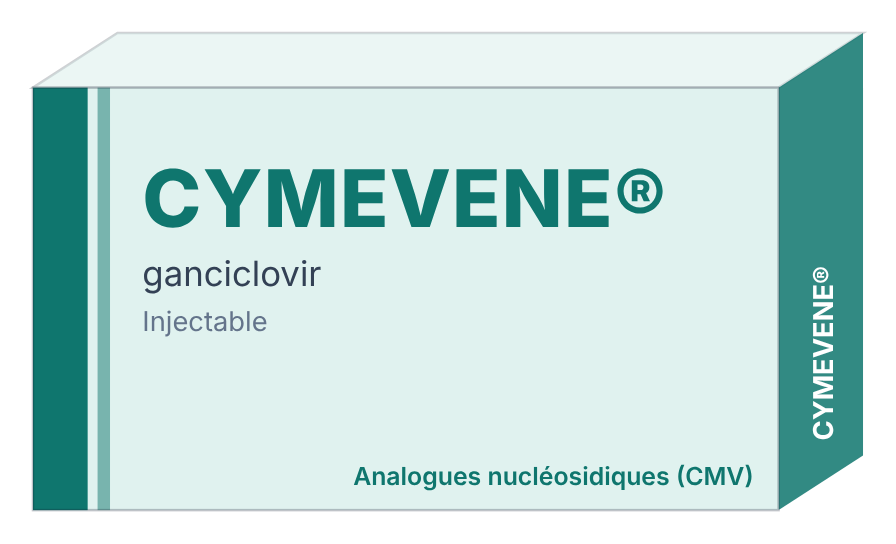 CYMEVENE®
ganciclovir
Injectable
Analogues nucléosidiques (CMV)
CYMEVENE®